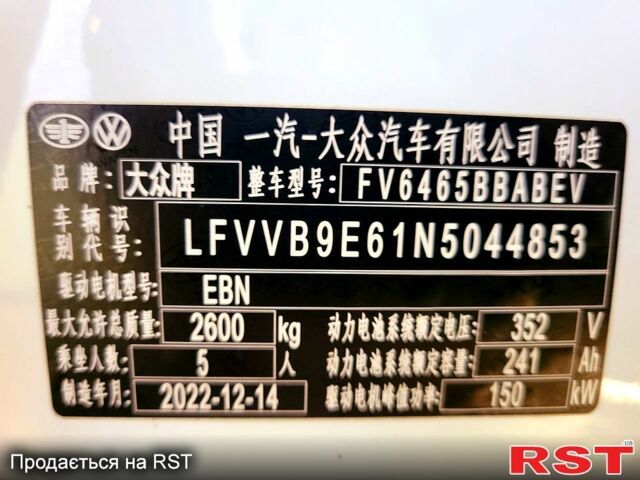 中国 一汽-大众汽车有限公司 制造
品牌: 大众牌 整车型号: FV6465BBABEV
车辆识别代号: LFVVB9E61N5044853
驱动电机型号: EBN
最大允许总质量: 2600 kg 动力电池系统额定电压: 352 V
乘坐人数: 5 人 动力电池系统额定容量: 241 Ah
制造年月: 2022-12-14 驱动电机峰值功率: 150 kW
Продається на RST
RST.ua